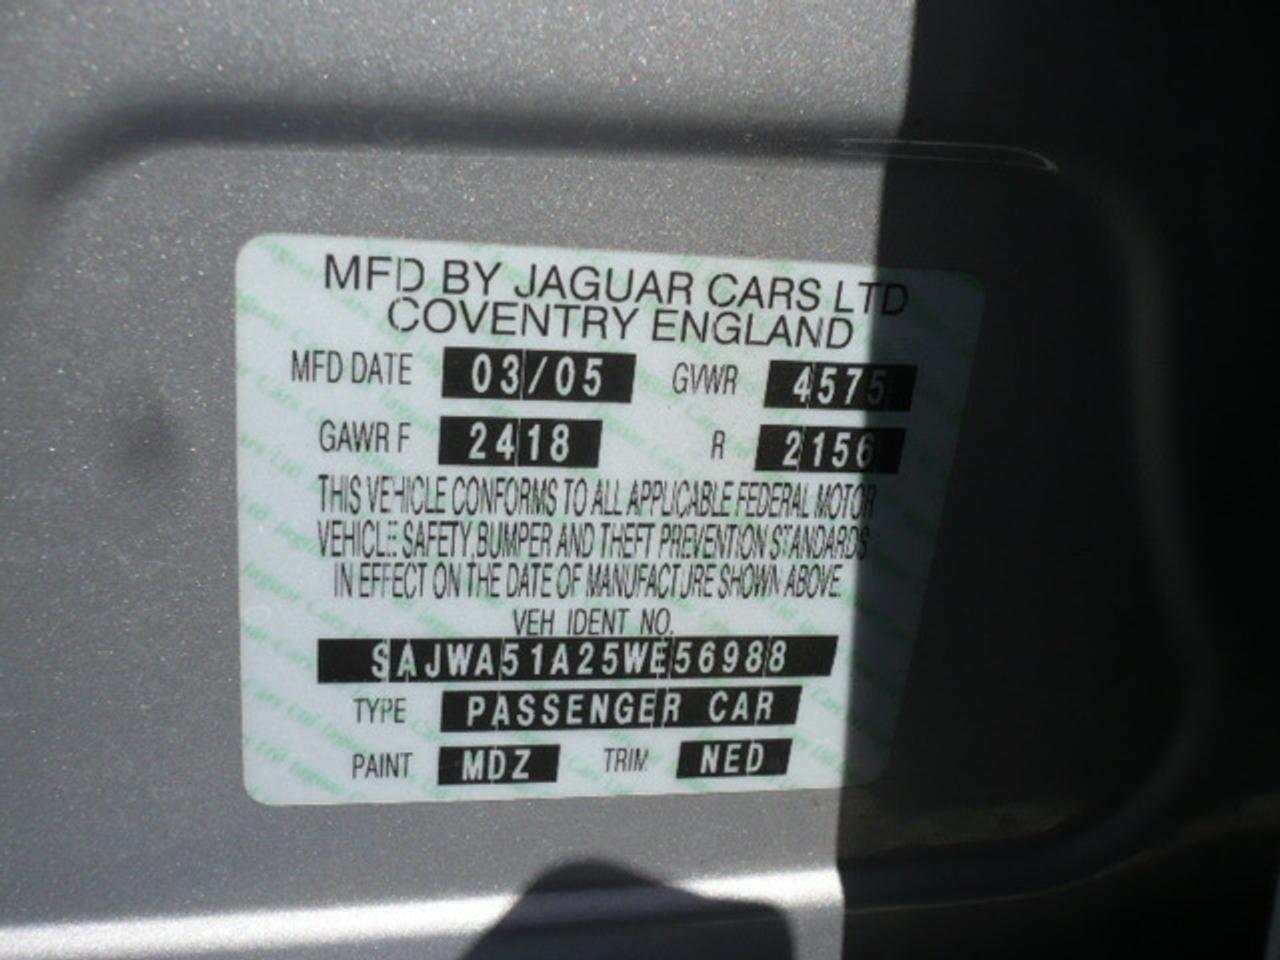 MFD BY JAGUAR CARS LTD
COVENTRY ENGLAND
MFD DATE 03/05 GVWR 4575
GAWR F 2418 R 2156
THIS VEHICLE CONFORMS TO ALL APPLICABLE FEDERAL MOTOR
VEHICLE SAFETY, BUMPER AND THEFT PREVENTION STANDARDS
IN EFFECT ON THE DATE OF MANUFACTURE SHOWN ABOVE.
VEH IDENT NO.
SAJWA51A25WE56988
TYPE PASSENGER CAR
PAINT MDZ TRIM NED